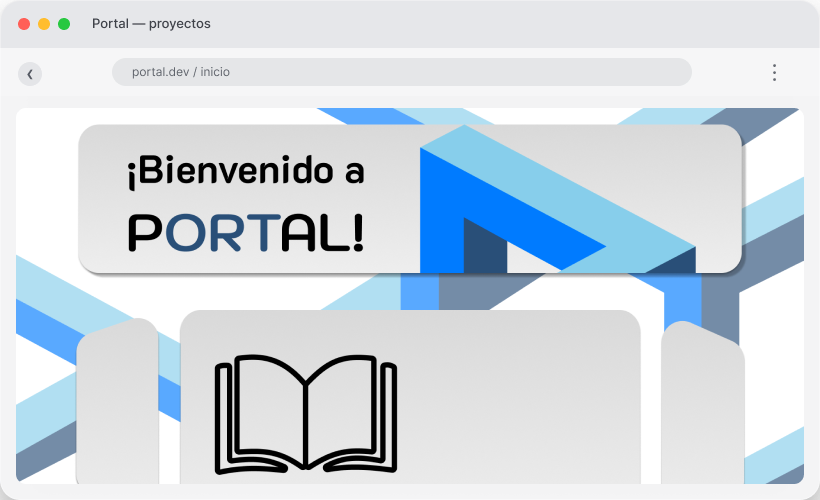 Portal — proyectos
portal.dev / inicio
¡Bienvenido a
PORTAL!